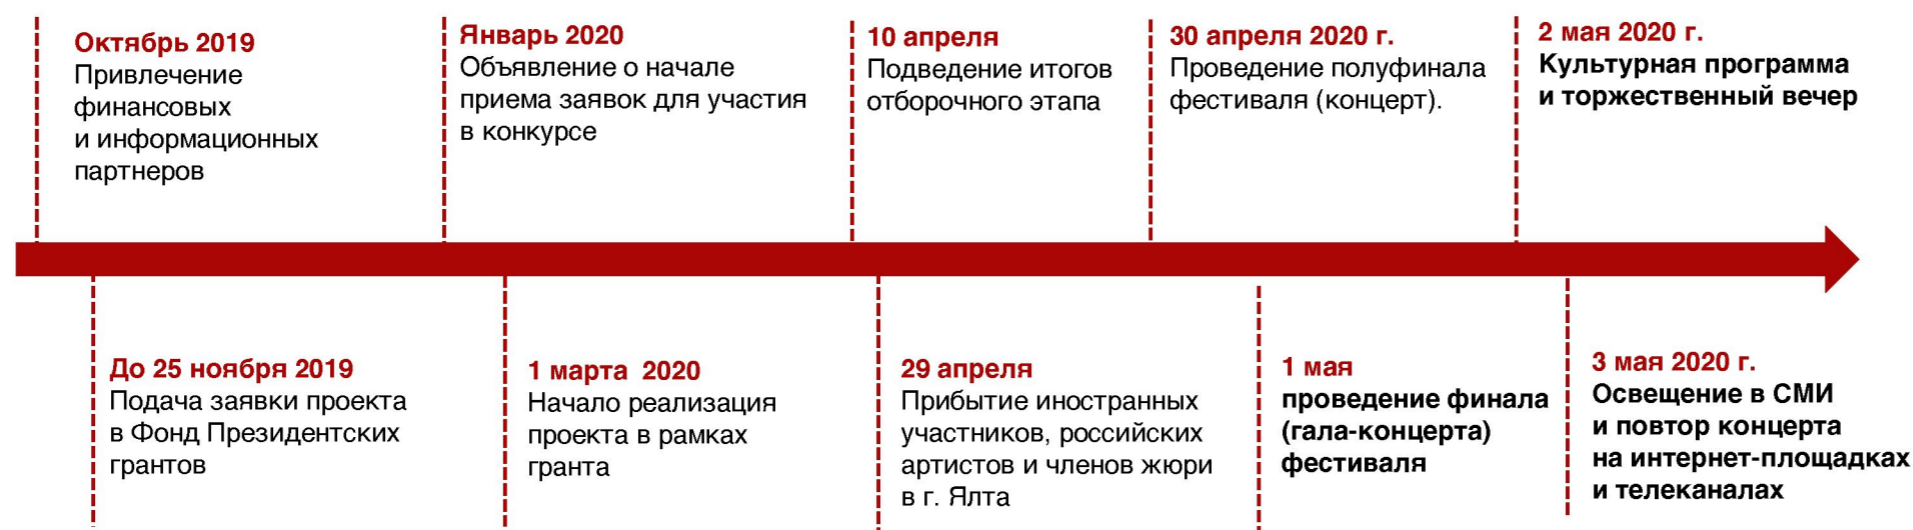 Октябрь 2019
Привлечение
финансовых
и информационных
партнеров
Январь 2020
Объявление о начале
приема заявок для участия
в конкурсе
10 апреля
Подведение итогов
отборочного этапа
30 апреля 2020 г.
Проведение полуфинала
фестиваля (концерт).
2 мая 2020 г.
Культурная программа
и торжественный вечер
До 25 ноября 2019
Подача заявки проекта
в Фонд Президентских
грантов
1 марта  2020
Начало реализация
проекта в рамках
гранта
29 апреля
Прибытие иностранных
участников, российских
артистов и членов жюри
в г. Ялта
1 мая
проведение финала
(гала-концерта)
фестиваля
3 мая 2020 г.
Освещение в СМИ
и повтор концерта
на интернет-площадках
и телеканалах